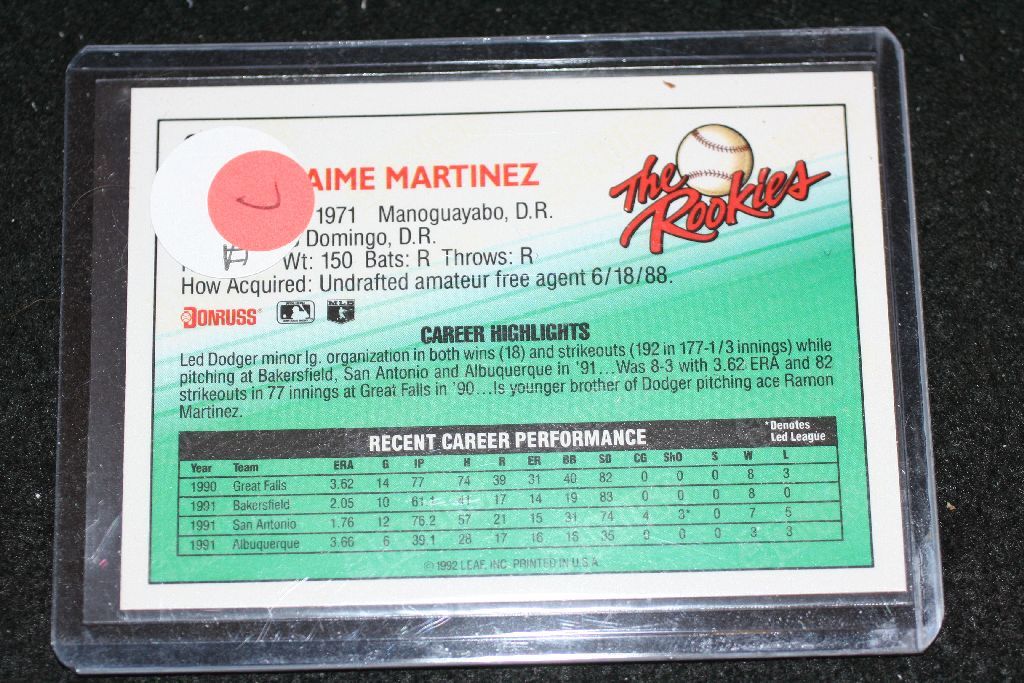 AIME MARTINEZ
The Rookies
1971 Manoguayabo, D.R.
Domingo, D.R.
Wt: 150 Bats: R Throws: R
How Acquired: Undrafted amateur free agent 6/18/88.
DONRUSS
MLB
CAREER HIGHLIGHTS
Led Dodger minor lg. organization in both wins (18) and strikeouts (192 in 177-1/3 innings) while
pitching at Bakersfield, San Antonio and Albuquerque in '91...Was 8-3 with 3.62 ERA and 82
strikeouts in 77 innings at Great Falls in '90...Is younger brother of Dodger pitching ace Ramon
Martinez.
RECENT CAREER PERFORMANCE
*Denotes
Led League
Year Team ERA G IP H R ER BB SO CG ShO S W L
1990 Great Falls 3.62 14 77 74 39 31 40 82 0 0 0 8 3
1991 Bakersfield 2.05 10 61.1 41 17 14 19 83 0 0 0 8 0
1991 San Antonio 1.76 12 76.2 57 21 15 31 74 4 3* 0 7 5
1991 Albuquerque 3.66 6 39.1 28 17 16 16 35 0 0 0 3 3
©1992 LEAF, INC. PRINTED IN U.S.A.